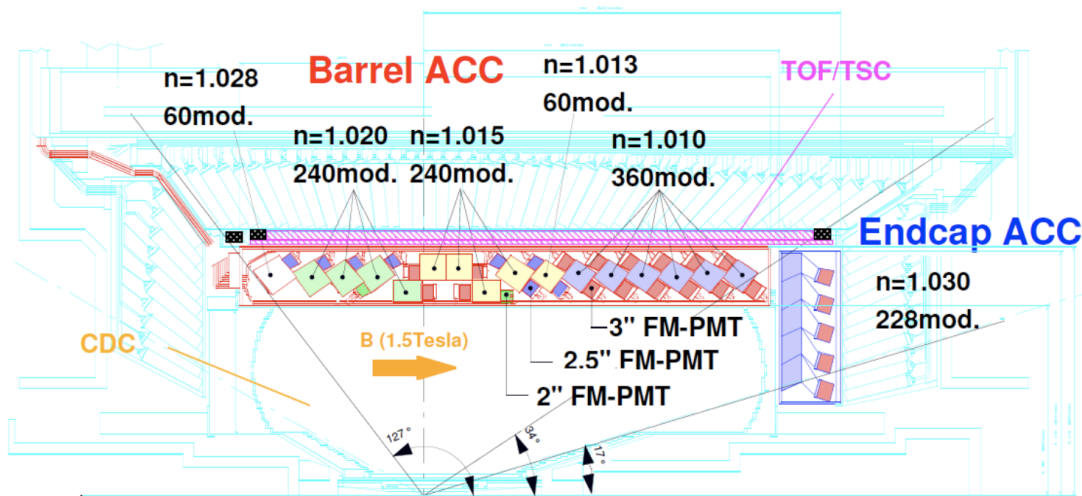 Barrel ACC
n=1.028
60mod.
n=1.013
60mod.
TOF/TSC
n=1.020
240mod.
n=1.015
240mod.
n=1.010
360mod.
Endcap ACC
n=1.030
228mod.
3" FM-PMT
2.5" FM-PMT
2" FM-PMT
CDC
B (1.5Tesla)
127°
34°
17°